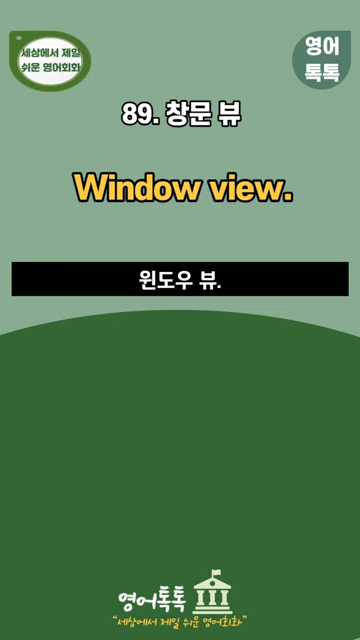 세상에서 제일
쉬운 영어회화
영어
톡톡
89. 창문 뷰
Window view.
윈도우 뷰.
영어톡톡
"세상에서 제일 쉬운 영어회화"